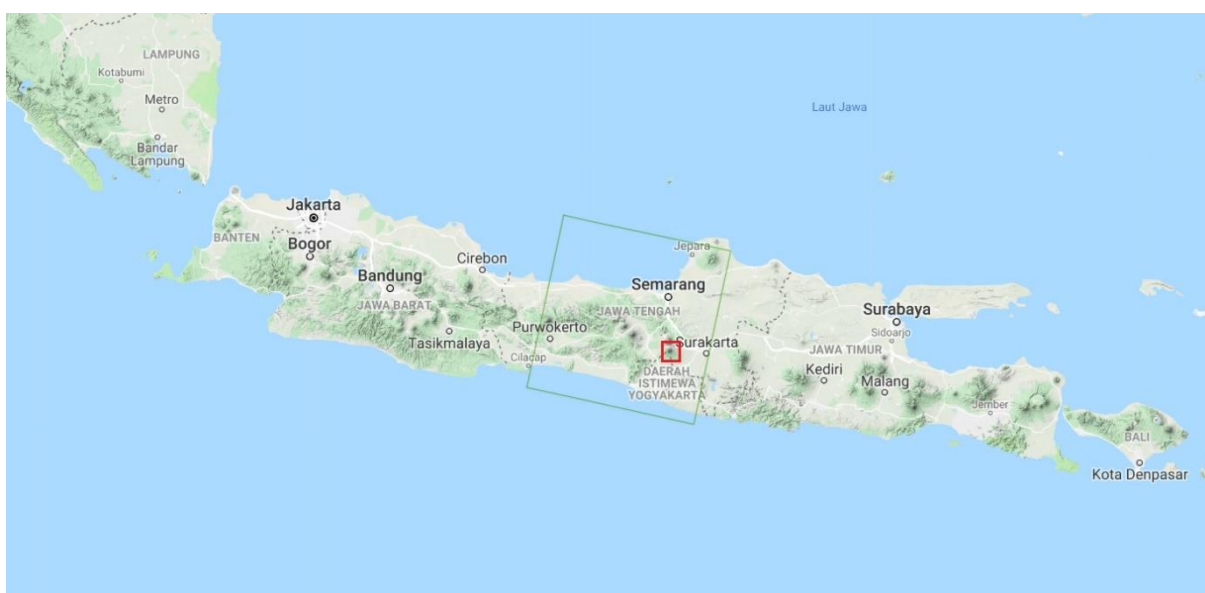 LAMPUNG
Kotabumi
Metro
Bandar
Lampung
Laut Jawa
Jakarta
BANTEN
Bogor
Cirebon
Bandung
JAWA BARAT
Tasikmalaya
Jepara
Semarang
JAWA TENGAH
Purwokerto
Cilacap
Surakarta
DAERAH
ISTIMEWA
YOGYAKARTA
Surabaya
Sidoarjo
JAWA TIMUR
Kediri
Malang
Jember
BALI
Kota Denpasar